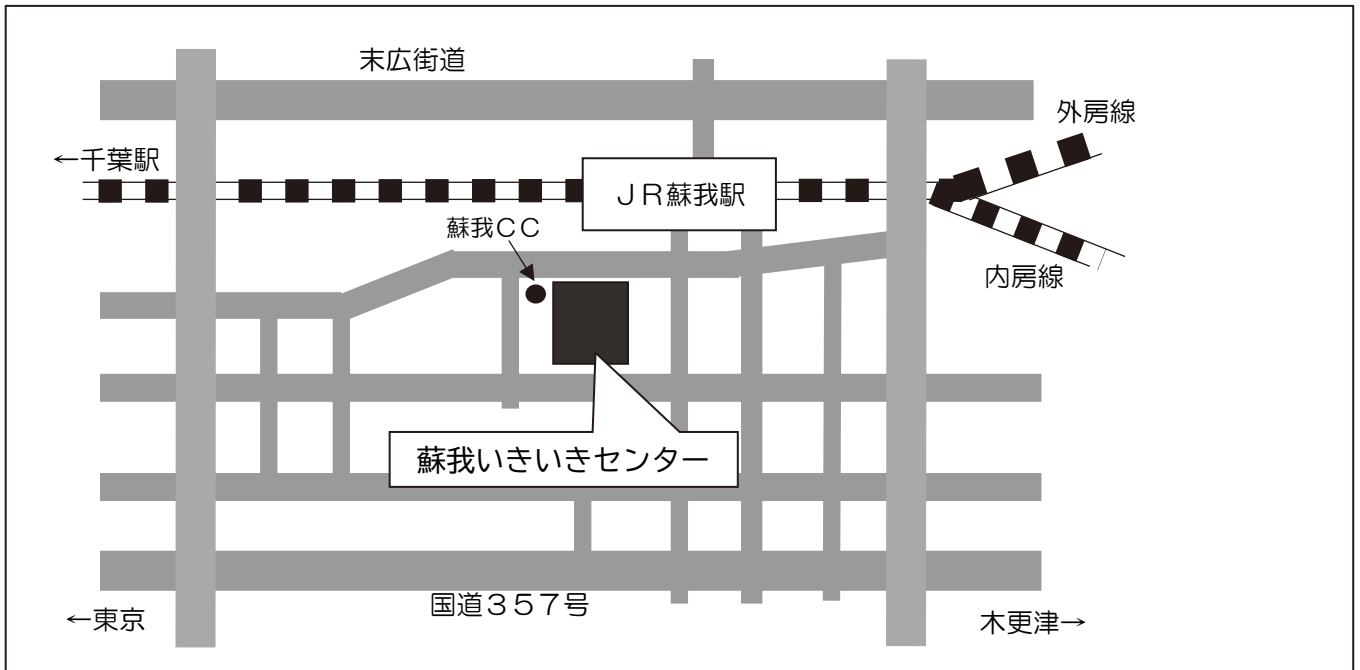 末広街道
外房線
←千葉駅
ＪＲ蘇我駅
蘇我ＣＣ
内房線
蘇我いきいきセンター
国道３５７号
←東京
木更津→